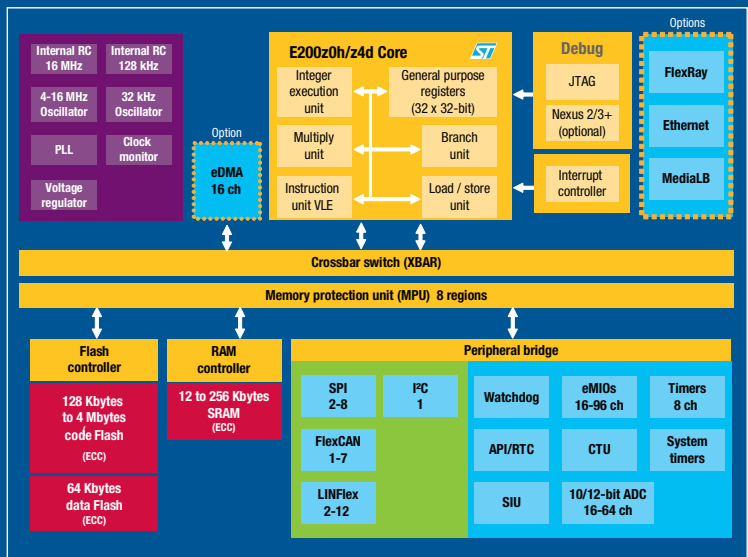 Internal RC
16 MHz
Internal RC
128 kHz
4-16 MHz
Oscillator
32 kHz
Oscillator
PLL
Clock
monitor
Voltage
regulator
Option
eDMA
16 ch
E200z0h/z4d Core
ST
Integer
execution
unit
General purpose
registers
(32 x 32-bit)
Multiply
unit
Branch
unit
Instruction
unit VLE
Load / store
unit
Debug
JTAG
Nexus 2/3+
(optional)
Interrupt
controller
Options
FlexRay
Ethernet
MediaLB
Crossbar switch (XBAR)
Memory protection unit (MPU) 8 regions
Flash
controller
128 Kbytes
to 4 Mbytes
code Flash
(ECC)
64 Kbytes
data Flash
(ECC)
RAM
controller
12 to 256 Kbytes
SRAM
(ECC)
Peripheral bridge
SPI
2-8
I²C
1
FlexCAN
1-7
LINFlex
2-12
Watchdog
eMIOs
16-96 ch
Timers
8 ch
API/RTC
CTU
System
timers
SIU
10/12-bit ADC
16-64 ch